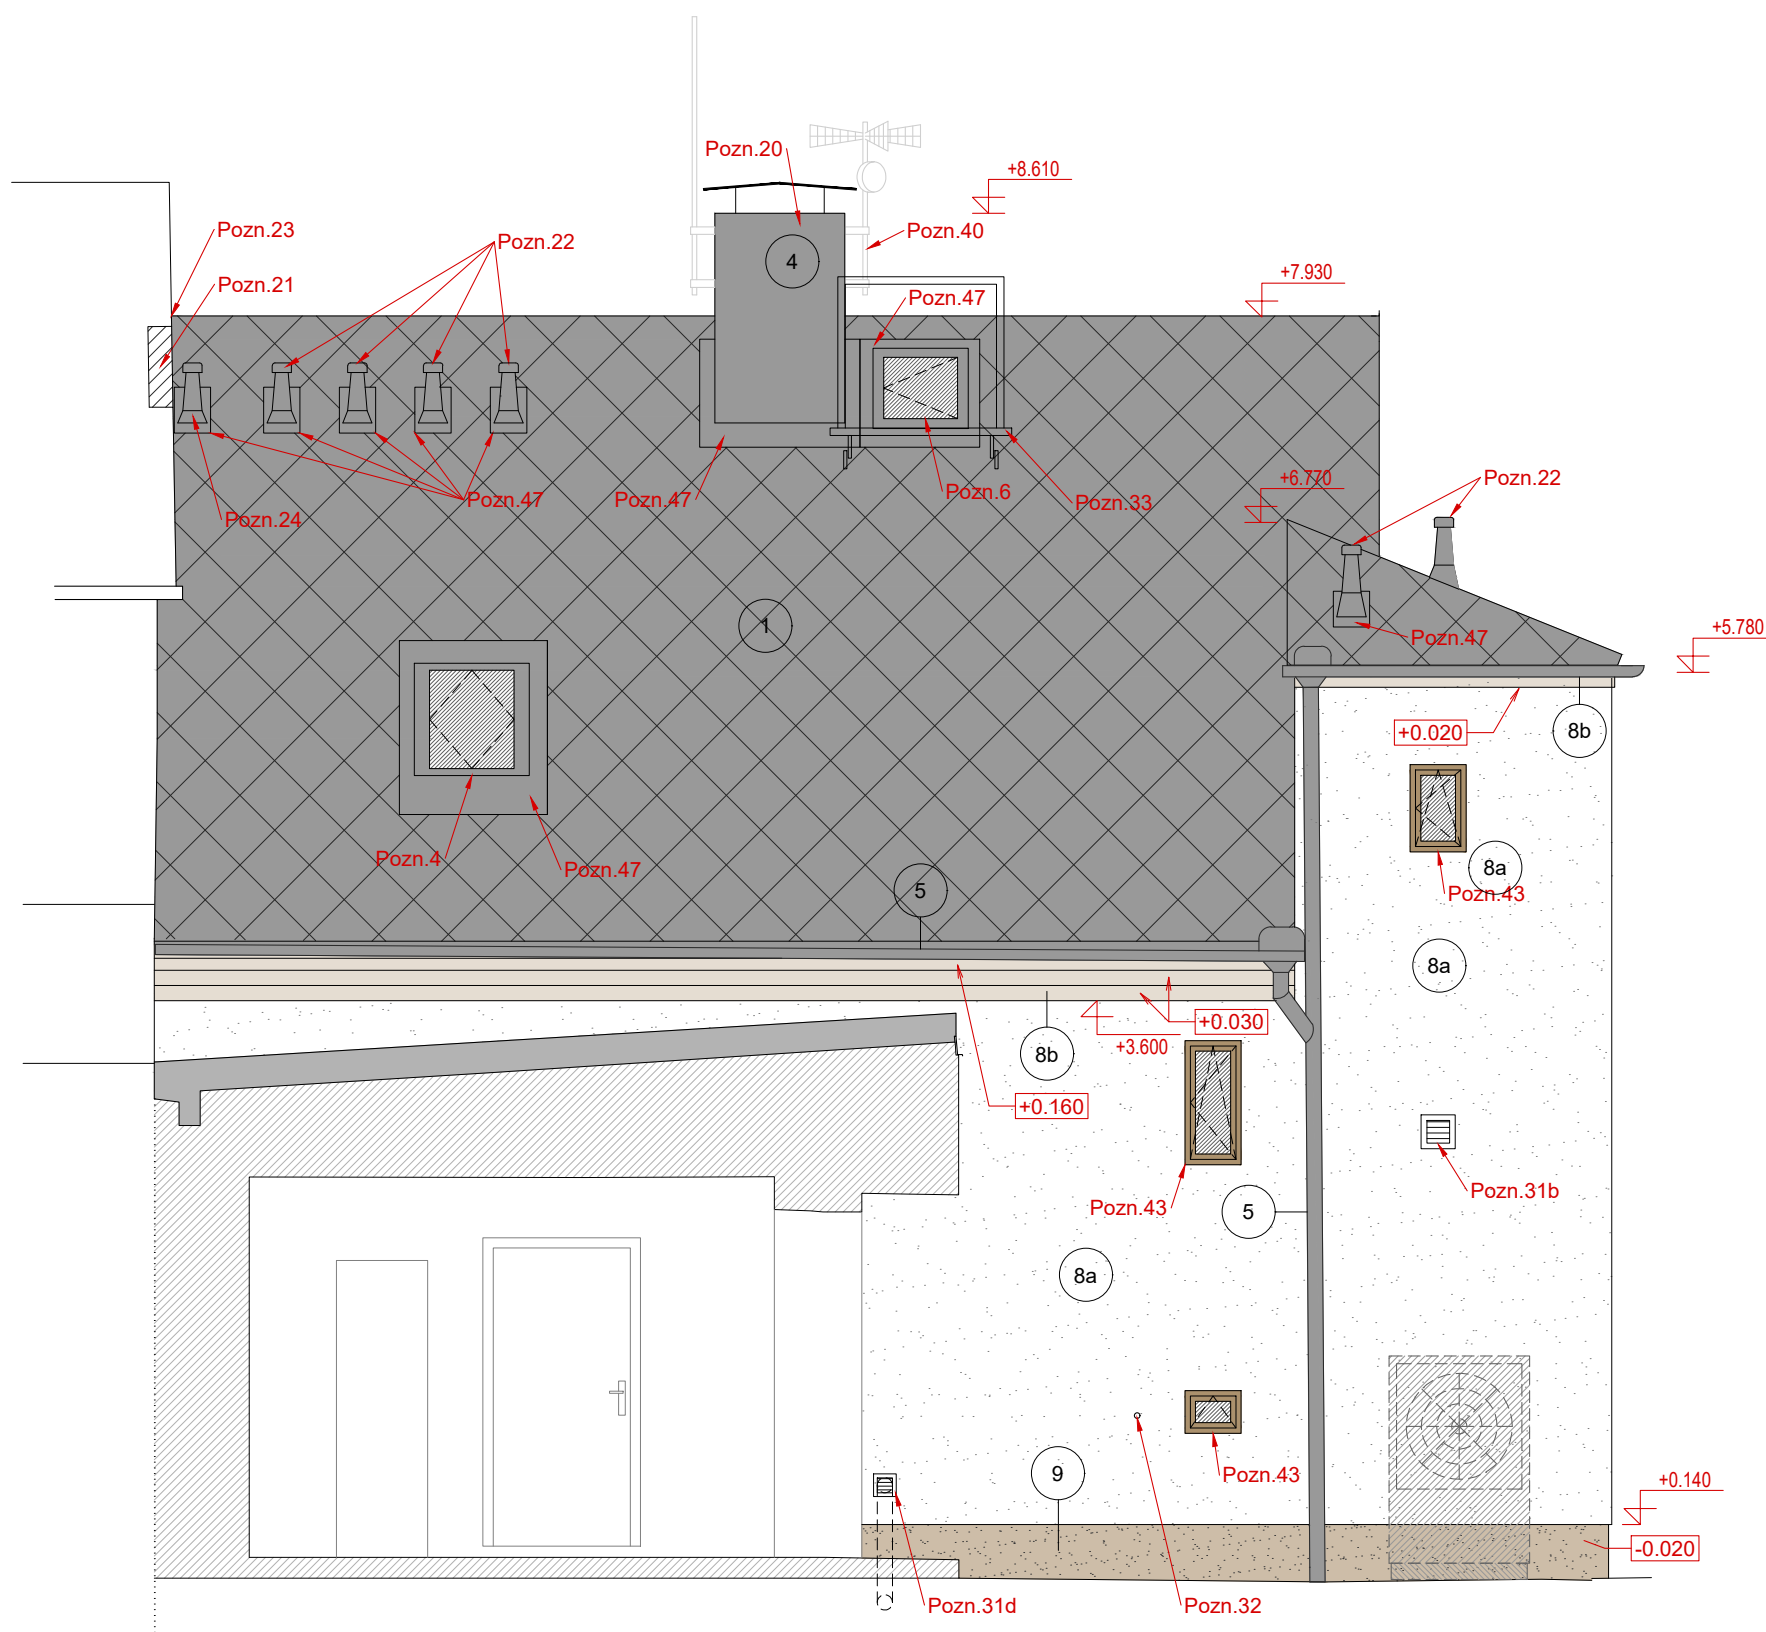 Pozn.20
+8.610
Pozn.23
Pozn.22
Pozn.40
4
+7.930
Pozn.21
Pozn.47
+6.770
Pozn.22
Pozn.47
Pozn.47
Pozn.6
Pozn.33
Pozn.24
1
+5.780
Pozn.47
+0.020
8b
Pozn.4
Pozn.47
5
8a
Pozn.43
8a
+0.030
+3.600
8b
+0.160
Pozn.43
5
Pozn.31b
8a
9
Pozn.43
+0.140
-0.020
Pozn.31d
Pozn.32